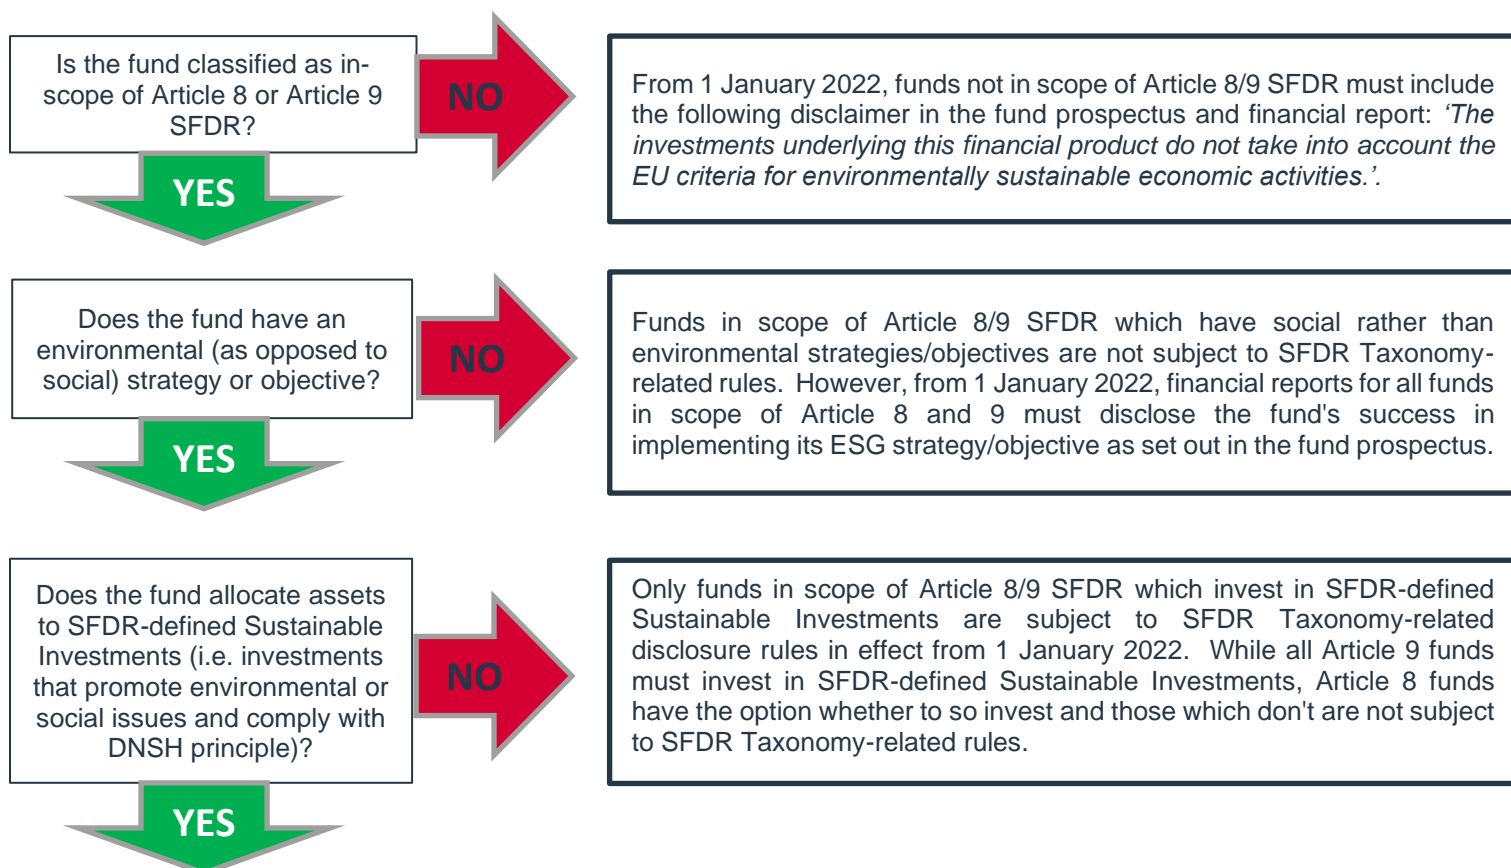 Is the fund classified as in-
scope of Article 8 or Article 9
SFDR?
NO
From 1 January 2022, funds not in scope of Article 8/9 SFDR must include
the following disclaimer in the fund prospectus and financial report: ‘The
investments underlying this financial product do not take into account the
EU criteria for environmentally sustainable economic activities.’.
YES
Does the fund have an
environmental (as opposed to
social) strategy or objective?
NO
Funds in scope of Article 8/9 SFDR which have social rather than
environmental strategies/objectives are not subject to SFDR Taxonomy-
related rules. However, from 1 January 2022, financial reports for all funds
in scope of Article 8 and 9 must disclose the fund's success in
implementing its ESG strategy/objective as set out in the fund prospectus.
YES
Does the fund allocate assets
to SFDR-defined Sustainable
Investments (i.e. investments
that promote environmental or
social issues and comply with
DNSH principle)?
NO
Only funds in scope of Article 8/9 SFDR which invest in SFDR-defined
Sustainable Investments are subject to SFDR Taxonomy-related
disclosure rules in effect from 1 January 2022. While all Article 9 funds
must invest in SFDR-defined Sustainable Investments, Article 8 funds
have the option whether to so invest and those which don't are not subject
to SFDR Taxonomy-related rules.
YES